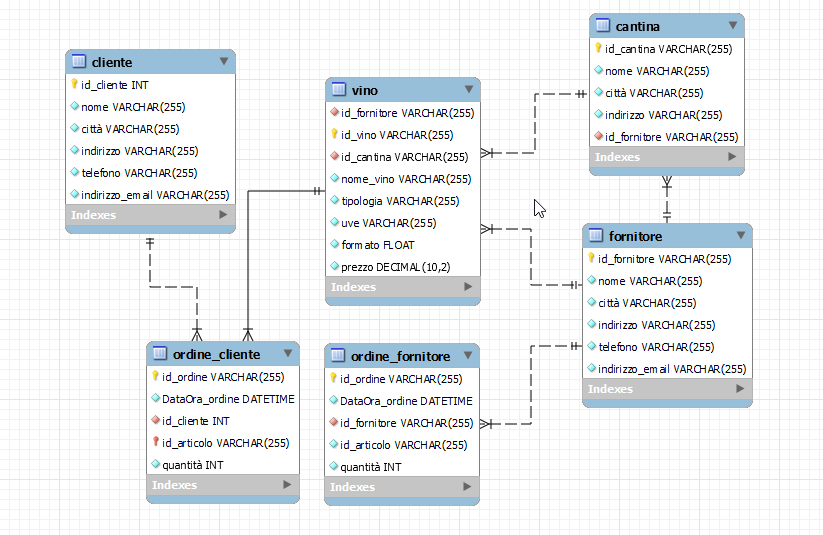 cliente
id_cliente INT
nome VARCHAR(255)
città VARCHAR(255)
indirizzo VARCHAR(255)
telefono VARCHAR(255)
indirizzo_email VARCHAR(255)
Indexes
vino
id_fornitore VARCHAR(255)
id_vino VARCHAR(255)
id_cantina VARCHAR(255)
nome_vino VARCHAR(255)
tipologia VARCHAR(255)
uve VARCHAR(255)
formato FLOAT
prezzo DECIMAL(10,2)
Indexes
cantina
id_cantina VARCHAR(255)
nome VARCHAR(255)
città VARCHAR(255)
indirizzo VARCHAR(255)
id_fornitore VARCHAR(255)
Indexes
fornitore
id_fornitore VARCHAR(255)
nome VARCHAR(255)
città VARCHAR(255)
indirizzo VARCHAR(255)
telefono VARCHAR(255)
indirizzo_email VARCHAR(255)
Indexes
ordine_cliente
id_ordine VARCHAR(255)
DataOra_ordine DATETIME
id_cliente INT
id_articolo VARCHAR(255)
quantità INT
Indexes
ordine_fornitore
id_ordine VARCHAR(255)
DataOra_ordine DATETIME
id_fornitore VARCHAR(255)
id_articolo VARCHAR(255)
quantità INT
Indexes